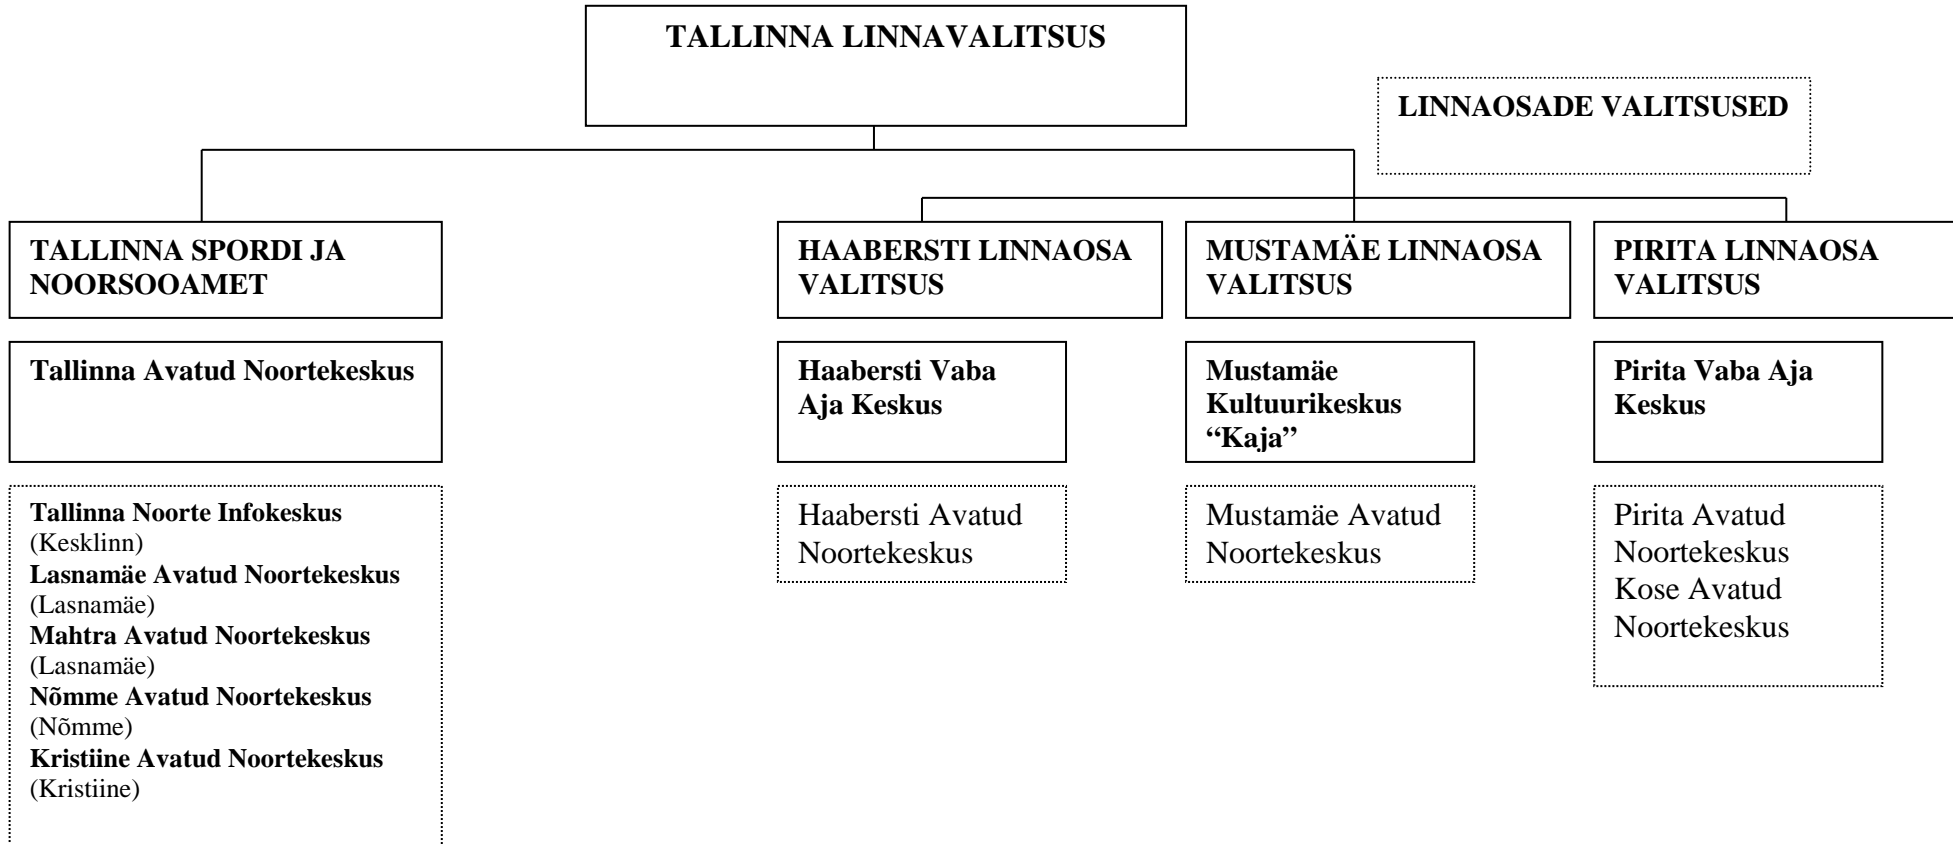 TALLINNA LINNAVALITSUS
LINNAOSADE VALITSUSED
TALLINNA SPORDI JA
NOORSOOAMET
HAABERSTI LINNAOSA
VALITSUS
MUSTAMÄE LINNAOSA
VALITSUS
PIRITA LINNAOSA
VALITSUS
Tallinna Avatud Noortekeskus
Haabersti Vaba
Aja Keskus
Mustamäe
Kultuurikeskus
“Kaja”
Pirita Vaba Aja
Keskus
Tallinna Noorte Infokeskus
(Kesklinn)
Lasnamäe Avatud Noortekeskus
(Lasnamäe)
Mahtra Avatud Noortekeskus
(Lasnamäe)
Nõmme Avatud Noortekeskus
(Nõmme)
Kristiine Avatud Noortekeskus
(Kristiine)
Haabersti Avatud
Noortekeskus
Mustamäe Avatud
Noortekeskus
Pirita Avatud
Noortekeskus
Kose Avatud
Noortekeskus